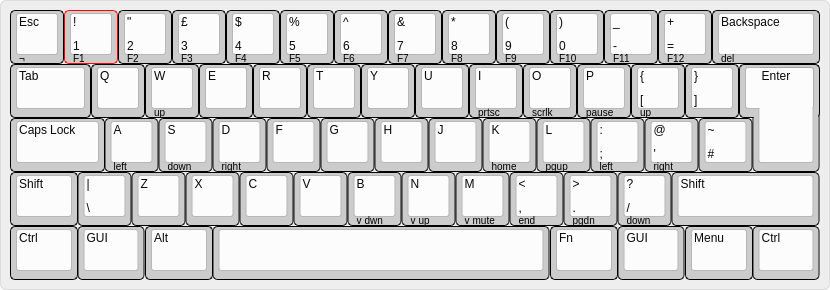 Esc ! " £ $ % ^ & * ( ) _ + Backspace
1 2 3 4 5 6 7 8 9 0 - =
¬ F1 F2 F3 F4 F5 F6 F7 F8 F9 F10 F11 F12 del
Tab Q W E R T Y U I O P { } Enter
[ ]
up prtsc scrlk pause up
Caps Lock A S D F G H J K L : @ ~
; ' #
left down right home pgup left right
Shift | Z X C V B N M < > ? Shift
\ , . /
v dwn v up v mute end pgdn down
Ctrl GUI Alt Fn GUI Menu Ctrl